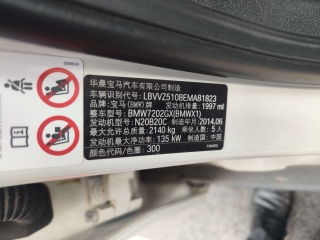 华晨宝马汽车有限公司制造
车辆识别代号: LBVVZ5108EMA81823
品牌: 宝马(BMW)牌 发动机排量: 1997 ml
整车型号: BMW7202GX(BMWX1)
发动机型号: N20B20C 制造年月: 2014.06
最大允许总质量: 2140 kg 乘坐人数: 5人
发动机最大净功率: 135 kW 制造国: 中国
颜色代号/色圈: 300